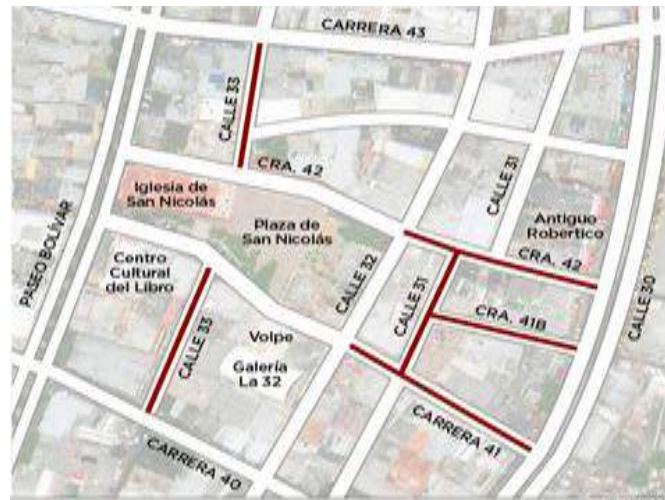 CARRERA 43
CALLE 33
CRA. 42
CALLE 31
Iglesia de
San Nicolás
Plaza de
San Nicolás
Antiguo
Robertico
CRA. 42
PASEO BOLÍVAR
Centro
Cultural
del Libro
CALLE 32
CALLE 31
CALLE 30
CRA. 41B
CALLE 33
Volpe
Galería
La 32
CARRERA 41
CARRERA 40